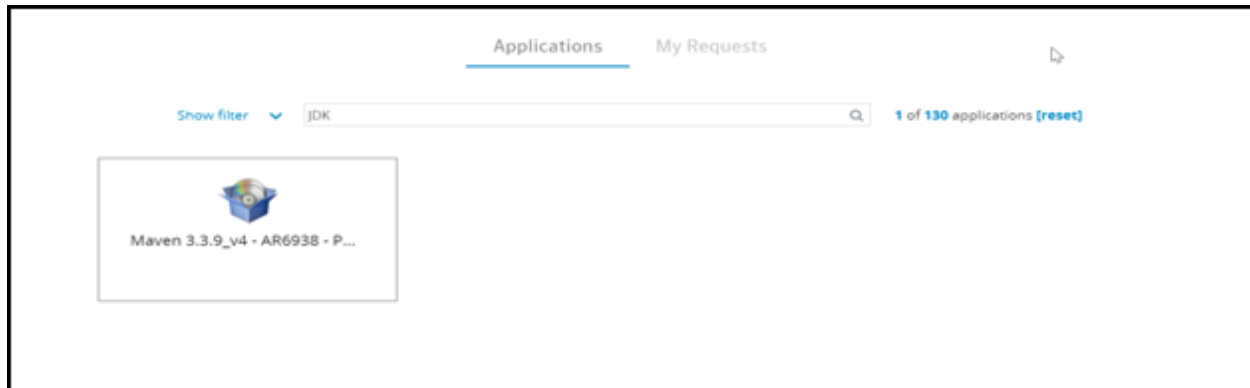 Applications My Requests
Show filter JDK 1 of 130 applications [reset]
Maven 3.3.9_v4 - AR6938 - P...